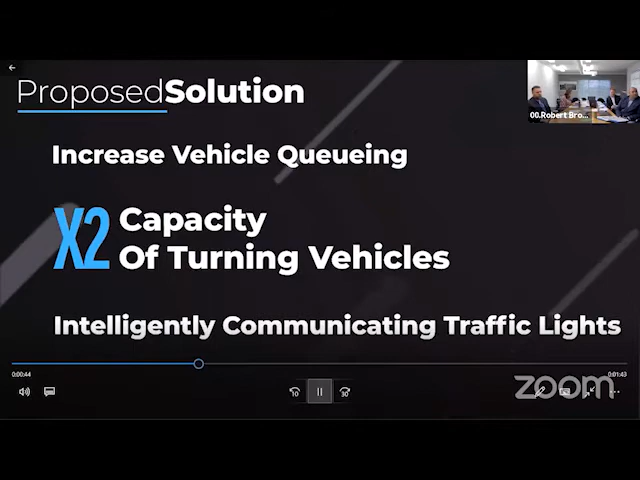 ProposedSolution
00.Robert Bro...
Increase Vehicle Queueing
X2 Capacity
Of Turning Vehicles
Intelligently Communicating Traffic Lights
0:00:44
0:01:43
10
30
zoom